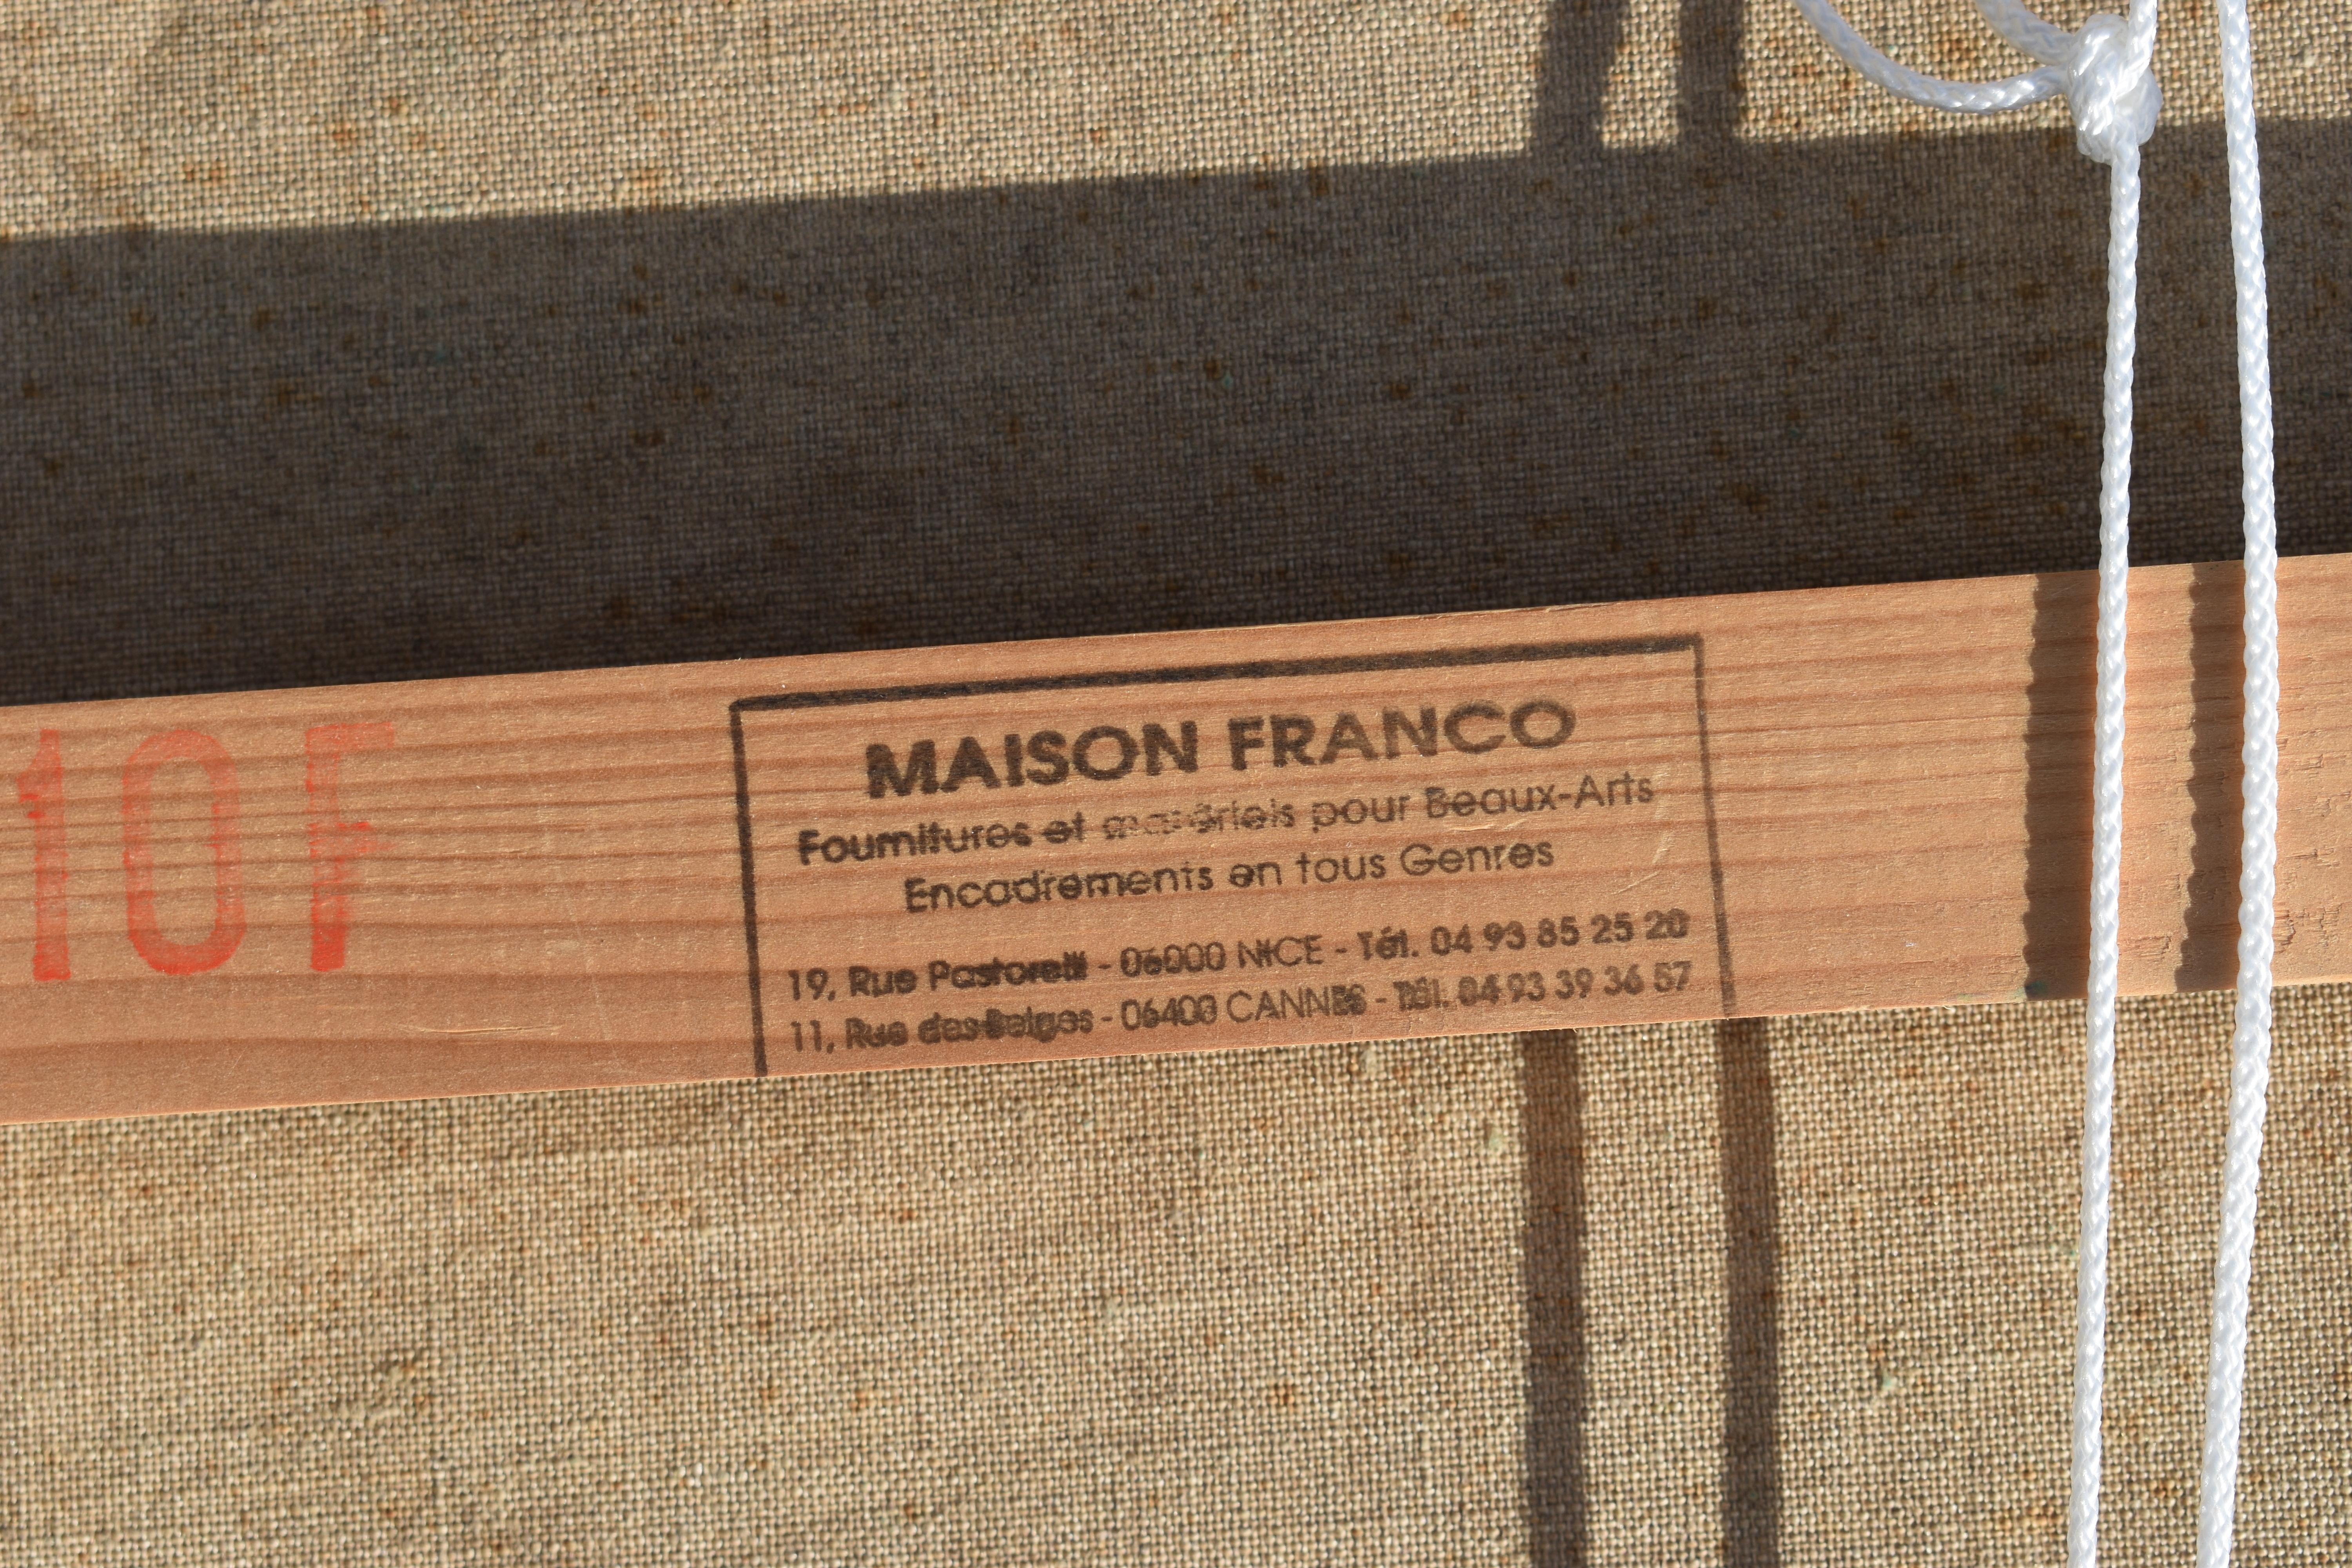 10F
MAISON FRANCO
Fournitures et matériels pour Beaux-Arts
Encadrements en tous Genres
19, Rue Pastorelli - 06000 NICE - Tél. 04 93 85 25 20
11, Rue des Belges - 06400 CANNES - Tél. 04 93 39 36 57